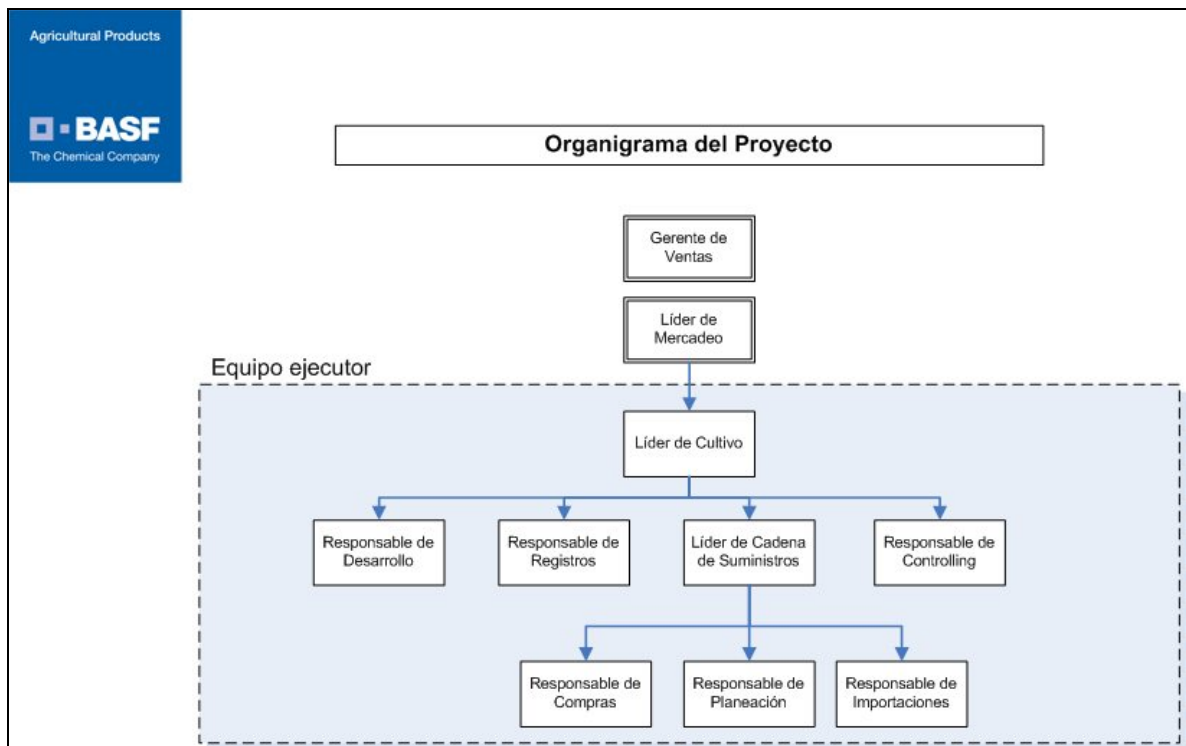 Agricultural Products
BASF
The Chemical Company
Organigrama del Proyecto
Gerente de
Ventas
Líder de
Mercadeo
Equipo ejecutor
Líder de Cultivo
Responsable de
Desarrollo
Responsable de
Registros
Líder de Cadena
de Suministros
Responsable de
Controlling
Responsable de
Compras
Responsable de
Planeación
Responsable de
Importaciones